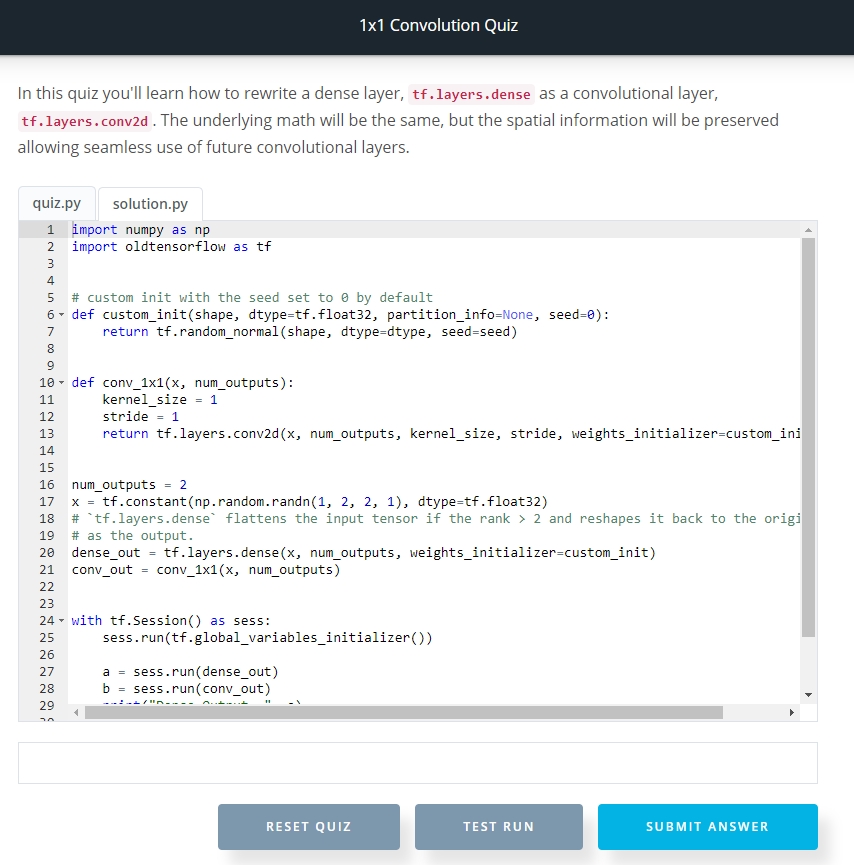 1x1 Convolution Quiz
In this quiz you'll learn how to rewrite a dense layer, tf.layers.dense as a convolutional layer,
tf.layers.conv2d . The underlying math will be the same, but the spatial information will be preserved
allowing seamless use of future convolutional layers.
quiz.py solution.py
1 import numpy as np
2 import oldtensorflow as tf
3
4
5 # custom init with the seed set to 0 by default
6 def custom_init(shape, dtype=tf.float32, partition_info=None, seed=0):
7 return tf.random_normal(shape, dtype=dtype, seed=seed)
8
9
10 def conv_1x1(x, num_outputs):
11 kernel_size = 1
12 stride = 1
13 return tf.layers.conv2d(x, num_outputs, kernel_size, stride, weights_initializer=custom_ini
14
15
16 num_outputs = 2
17 x = tf.constant(np.random.randn(1, 2, 2, 1), dtype=tf.float32)
18 # `tf.layers.dense` flattens the input tensor if the rank > 2 and reshapes it back to the origi
19 # as the output.
20 dense_out = tf.layers.dense(x, num_outputs, weights_initializer=custom_init)
21 conv_out = conv_1x1(x, num_outputs)
22
23
24 with tf.Session() as sess:
25 sess.run(tf.global_variables_initializer())
26
27 a = sess.run(dense_out)
28 b = sess.run(conv_out)
29
RESET QUIZ TEST RUN SUBMIT ANSWER